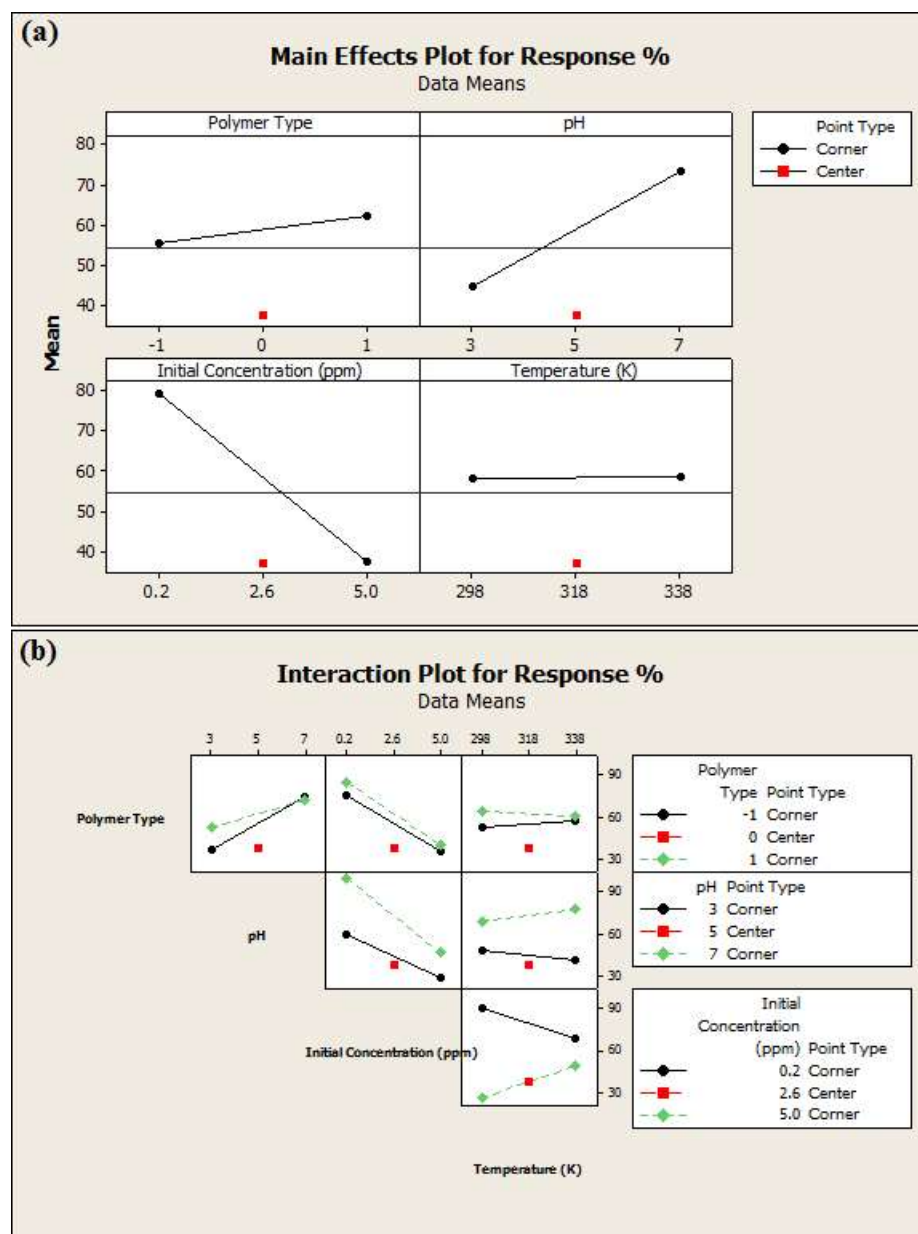 (a)
Main Effects Plot for Response %
Data Means
Polymer Type pH
Point Type
Corner
Center
80
70
60
50
40
Mean
-1 0 1 3 5 7
Initial Concentration (ppm) Temperature (K)
80
70
60
50
40
0.2 2.6 5.0 298 318 338
(b)
Interaction Plot for Response %
Data Means
3 5 7 0.2 2.6 5.0 298 318 338
Polymer Type
90
60
30
Polymer
Type Point Type
-1 Corner
0 Center
1 Corner
pH
90
60
30
pH Point Type
3 Corner
5 Center
7 Corner
Initial Concentration (ppm)
90
60
30
Initial
Concentration
(ppm) Point Type
0.2 Corner
2.6 Center
5.0 Corner
Temperature (K)